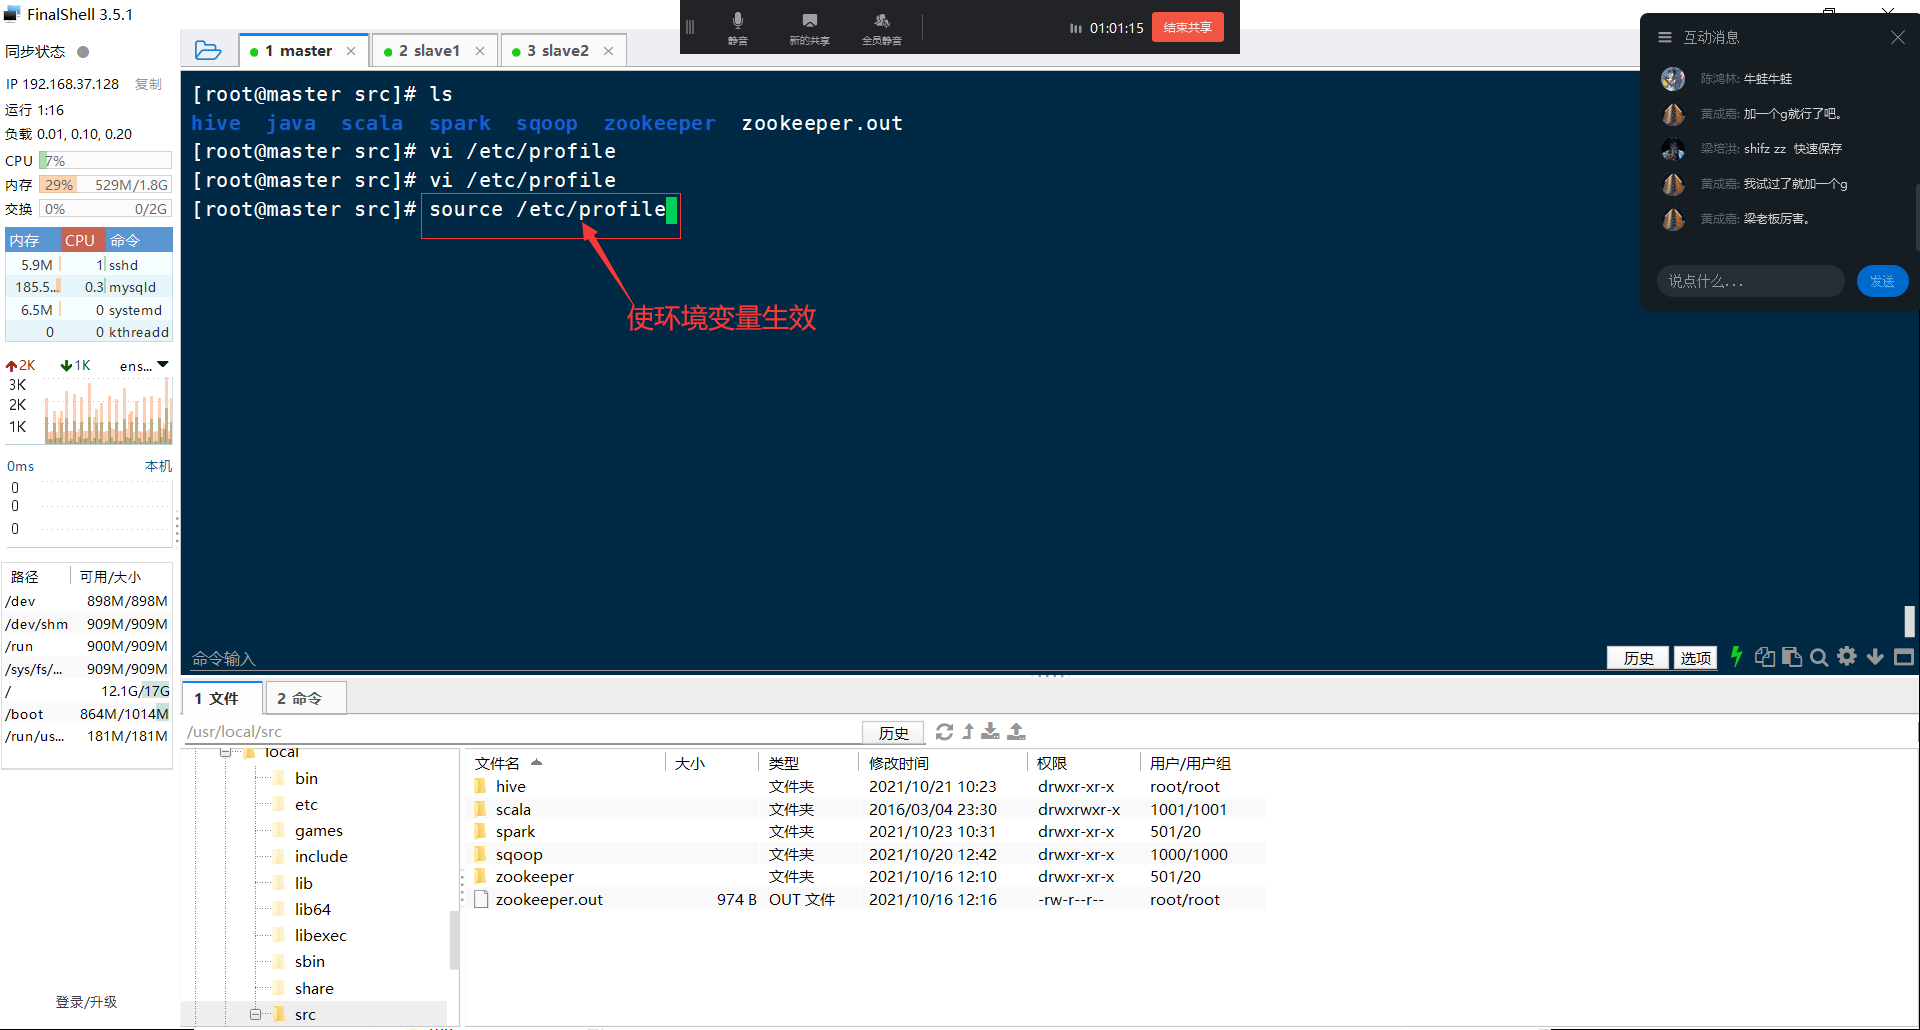 FinalShell 3.5.1
同步状态
IP 192.168.37.128 复制
运行 1:16
负载 0.01, 0.10, 0.20
CPU 7%
内存 29% 529M/1.8G
交换 0% 0/2G
内存 CPU 命令
5.9M 1 sshd
185.5... 0.3 mysqld
6.5M 0 systemd
0 0 kthreadd
2K 1K ens...
3K
2K
1K
0ms 本机
0
0
0
路径 可用/大小
/dev 898M/898M
/dev/shm 909M/909M
/run 900M/909M
/sys/fs/... 909M/909M
/ 12.1G/17G
/boot 864M/1014M
/run/us... 181M/181M
登录/升级
1 master
2 slave1
3 slave2
静音
新的共享
全员静音
01:01:15
结束共享
[root@master src]# ls
hive java scala spark sqoop zookeeper zookeeper.out
[root@master src]# vi /etc/profile
[root@master src]# vi /etc/profile
[root@master src]# source /etc/profile
使环境变量生效
互动消息
陈鸿林: 牛蛙牛蛙
黄成嘉: 加一个g就行了吧。
梁培洪: shifz zz 快速保存
黄成嘉: 我试过了就加一个g
黄成嘉: 梁老板厉害。
说点什么... 发送
命令输入
历史 选项
1 文件 2 命令
/usr/local/src 历史
local
bin
etc
games
include
lib
lib64
libexec
sbin
share
src
文件名 大小 类型 修改时间 权限 用户/用户组
hive 文件夹 2021/10/21 10:23 drwxr-xr-x root/root
scala 文件夹 2016/03/04 23:30 drwxrwxr-x 1001/1001
spark 文件夹 2021/10/23 10:31 drwxr-xr-x 501/20
sqoop 文件夹 2021/10/20 12:42 drwxr-xr-x 1000/1000
zookeeper 文件夹 2021/10/16 12:10 drwxr-xr-x 501/20
zookeeper.out 974 B OUT 文件 2021/10/16 12:16 -rw-r--r-- root/root